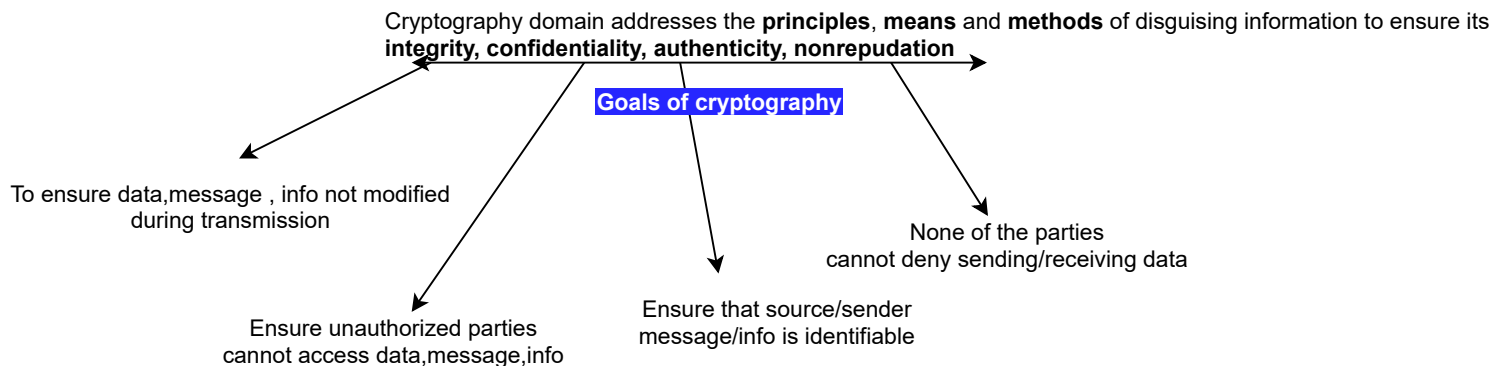 Cryptography domain addresses the principles, means and methods of disguising information to ensure its
integrity, confidentiality, authenticity, nonrepudation
Goals of cryptography
To ensure data,message , info not modified
during transmission
Ensure unauthorized parties
cannot access data,message,info
Ensure that source/sender
message/info is identifiable
None of the parties
cannot deny sending/receiving data